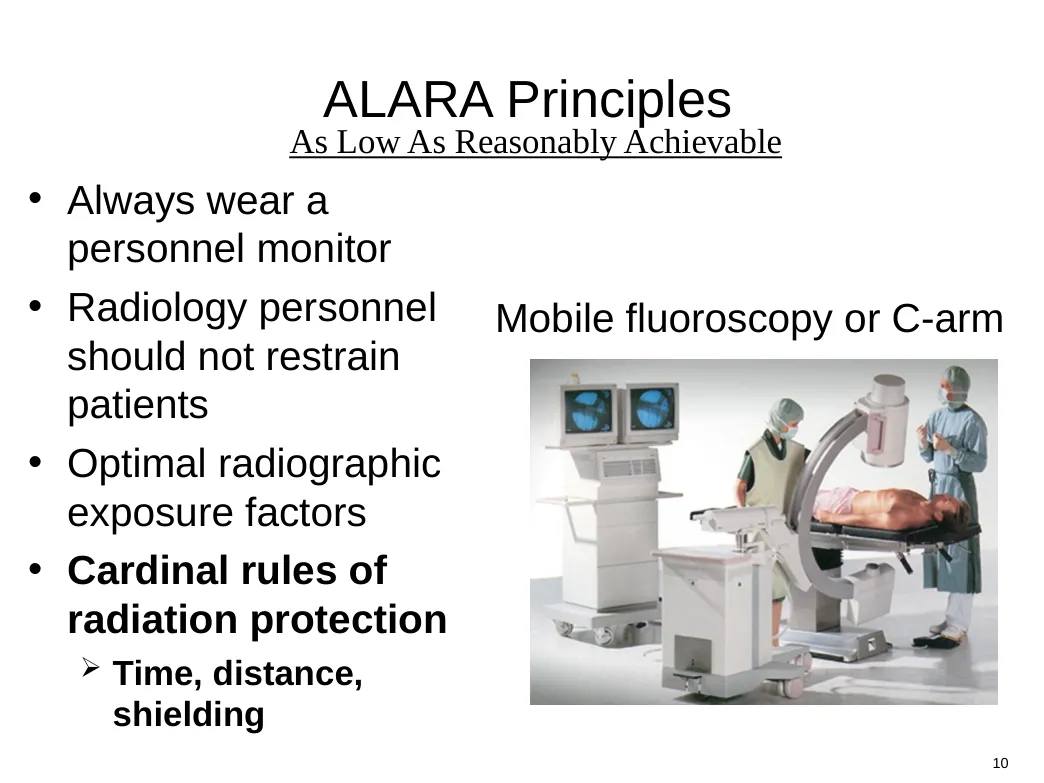 ALARA Principles
As Low As Reasonably Achievable
• Always wear a
personnel monitor
• Radiology personnel
should not restrain
patients
• Optimal radiographic
exposure factors
• Cardinal rules of
radiation protection
➢ Time, distance,
shielding
Mobile fluoroscopy or C-arm
10